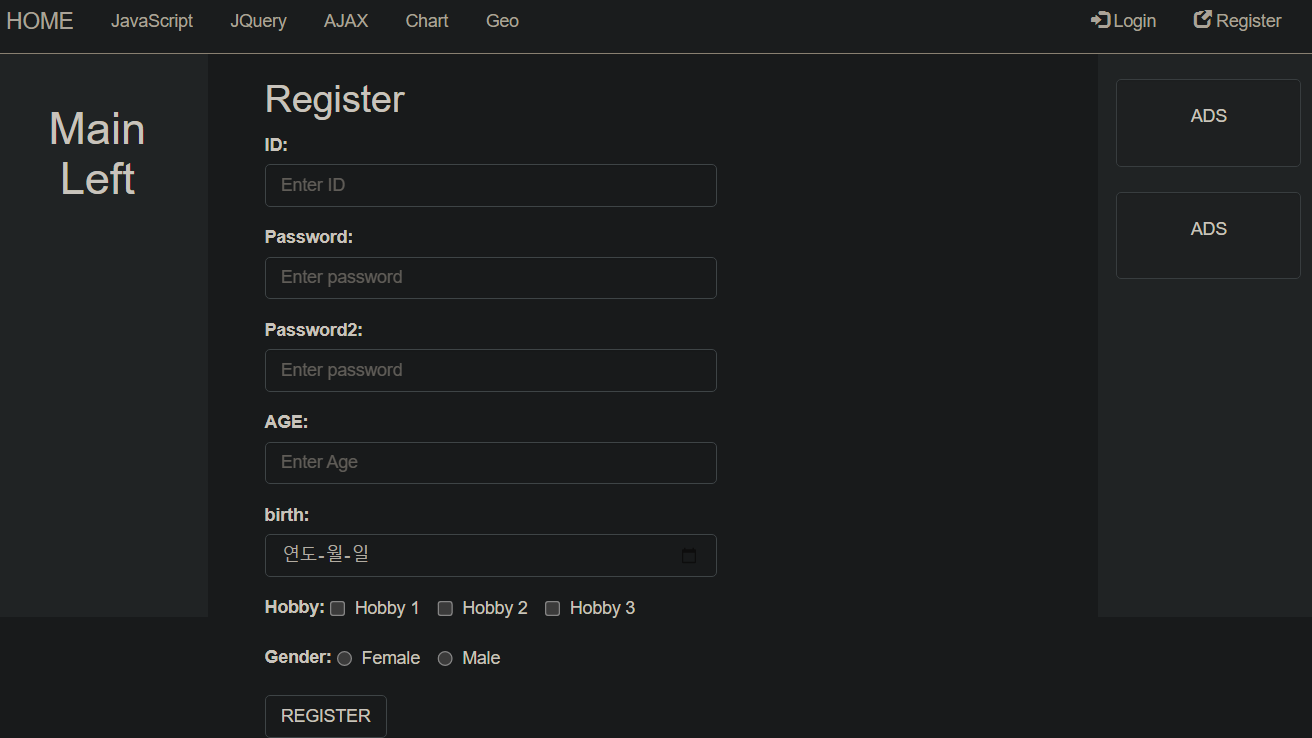 HOME JavaScript JQuery AJAX Chart Geo Login Register
Main
Left
Register
ID:
Enter ID
Password:
Enter password
Password2:
Enter password
AGE:
Enter Age
birth:
연도-월-일
Hobby: Hobby 1 Hobby 2 Hobby 3
Gender: Female Male
REGISTER
ADS
ADS